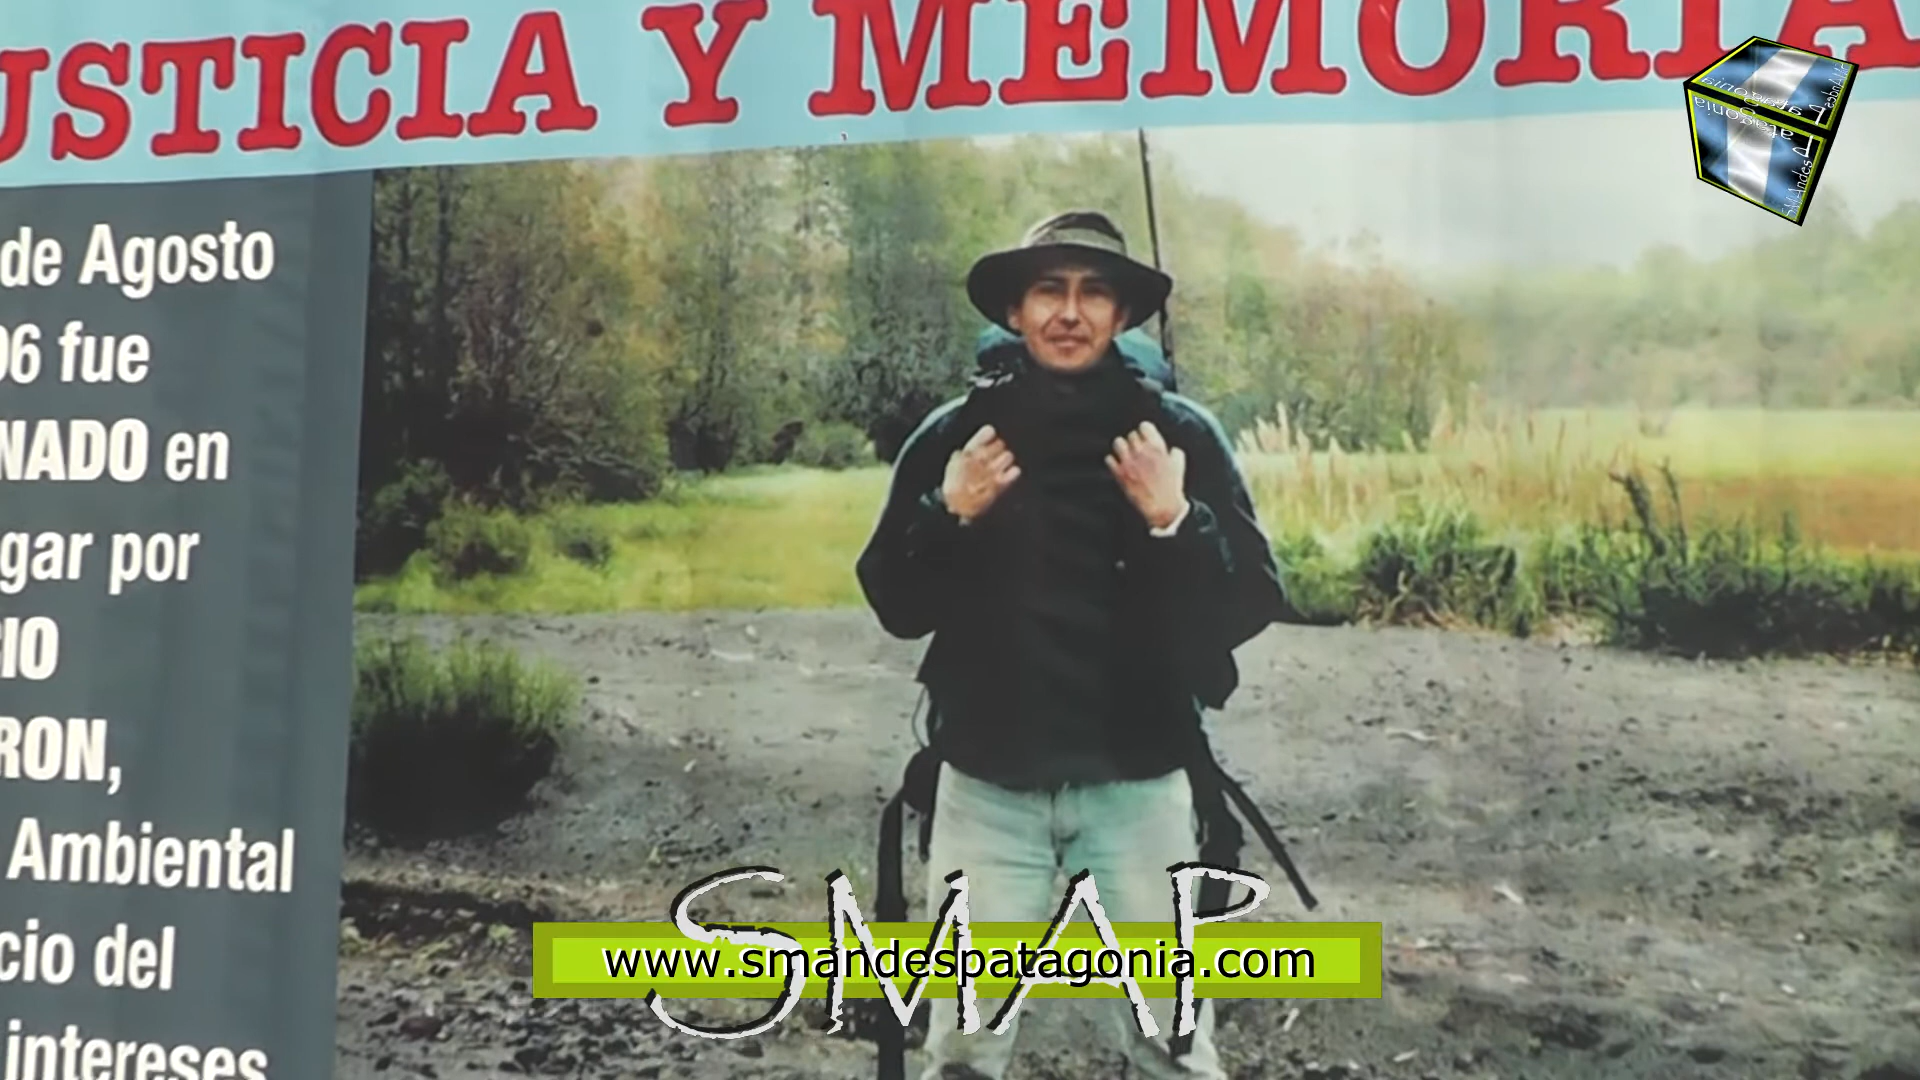 USTICIA Y MEMORIA
de Agosto
06 fue
NADO en
gar por
CIO
RON,
Ambiental
cio del
intereses
SMAP
www.smandespatagonia.com